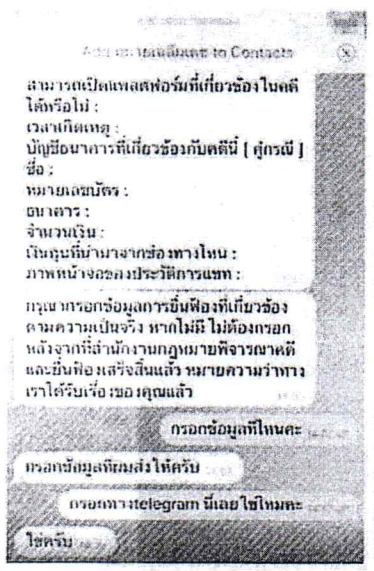 to Contacts
สามารถเปิดแพลตฟอร์มที่เกี่ยวข้องในคดี
ได้หรือไม่ :
เวลาเกิดเหตุ :
บัญชีธนาคารที่เกี่ยวข้องกับคดีนี้ [ คู่กรณี ]
ชื่อ :
หมายเลขบัตร :
ธนาคาร :
จำนวนเงิน :
เงินทุนที่นำมาจากช่องทางไหน :
ภาพหน้าจอของประวัติการแชท :
กรุณากรอกข้อมูลการยื่นฟ้องที่เกี่ยวข้อง
ตามความเป็นจริง หากไม่มี ไม่ต้องกรอก
หลังจากที่สำนักงานกฎหมายพิจารณาคดี
และยื่นฟ้องเสร็จสิ้นแล้ว หมายความว่าทาง
เราได้รับเรื่องของคุณแล้ว
กรอกข้อมูลที่ไหนคะ
กรอกข้อมูลที่ผมส่งให้ครับ
กรอกทางtelegram นี่เลยใช่ไหมคะ
ใช่ครับ